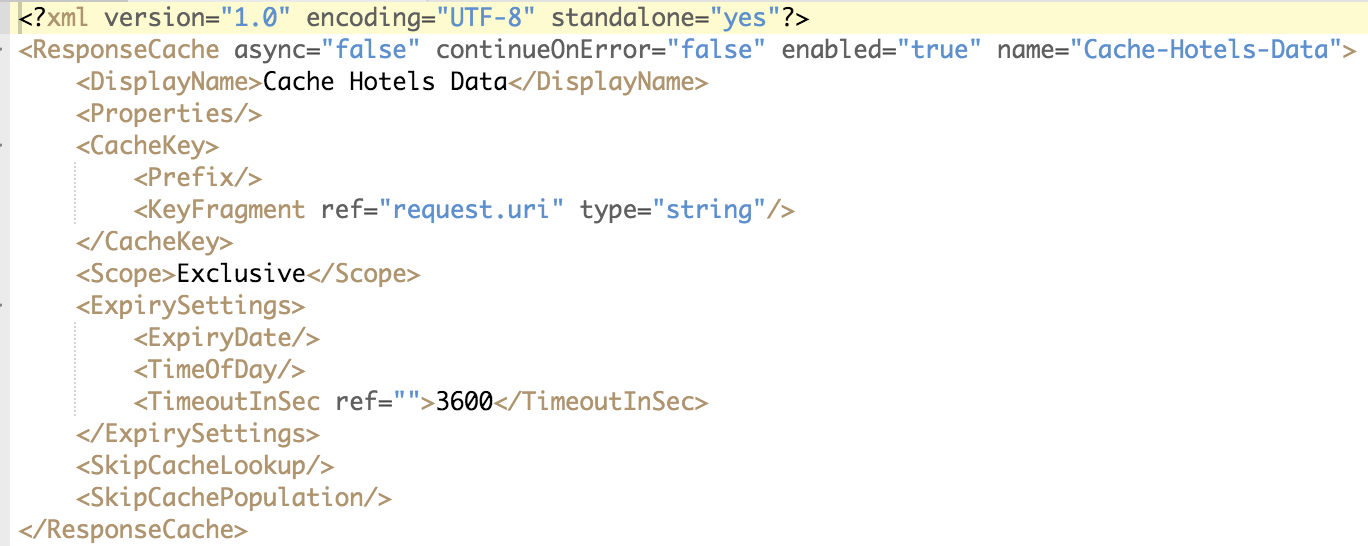 <?xml version="1.0" encoding="UTF-8" standalone="yes"?>
<ResponseCache async="false" continueOnError="false" enabled="true" name="Cache-Hotels-Data">
    <DisplayName>Cache Hotels Data</DisplayName>
    <Properties/>
    <CacheKey>
        <Prefix/>
        <KeyFragment ref="request.uri" type="string"/>
    </CacheKey>
    <Scope>Exclusive</Scope>
    <ExpirySettings>
        <ExpiryDate/>
        <TimeOfDay/>
        <TimeoutInSec ref="">3600</TimeoutInSec>
    </ExpirySettings>
    <SkipCacheLookup/>
    <SkipCachePopulation/>
</ResponseCache>